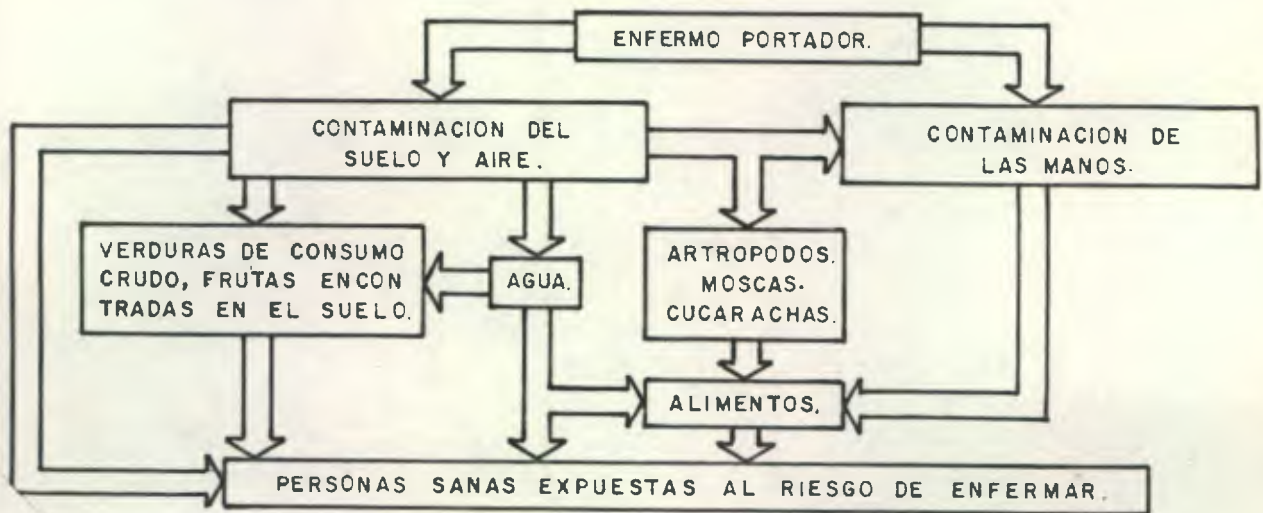 ENFERMO PORTADOR.
CONTAMINACION DEL
SUELO Y AIRE.
CONTAMINACION DE
LAS MANOS.
VERDURAS DE CONSUMO
CRUDO, FRUTAS ENCON
TRADAS EN EL SUELO.
AGUA.
ARTROPODOS.
MOSCAS.
CUCARACHAS.
ALIMENTOS.
PERSONAS SANAS EXPUESTAS AL RIESGO DE ENFERMAR.